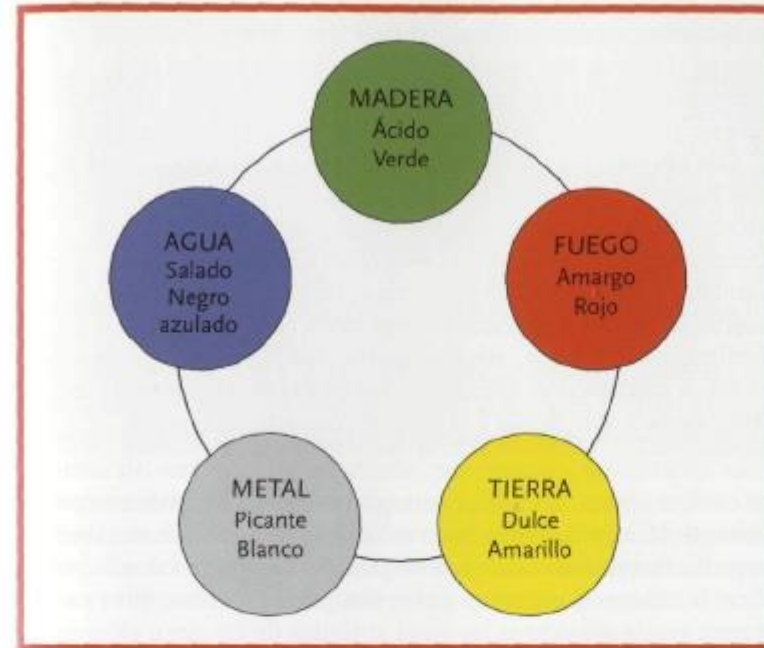 MADERA
Ácido
Verde
AGUA
Salado
Negro
azulado
FUEGO
Amargo
Rojo
METAL
Picante
Blanco
TIERRA
Dulce
Amarillo